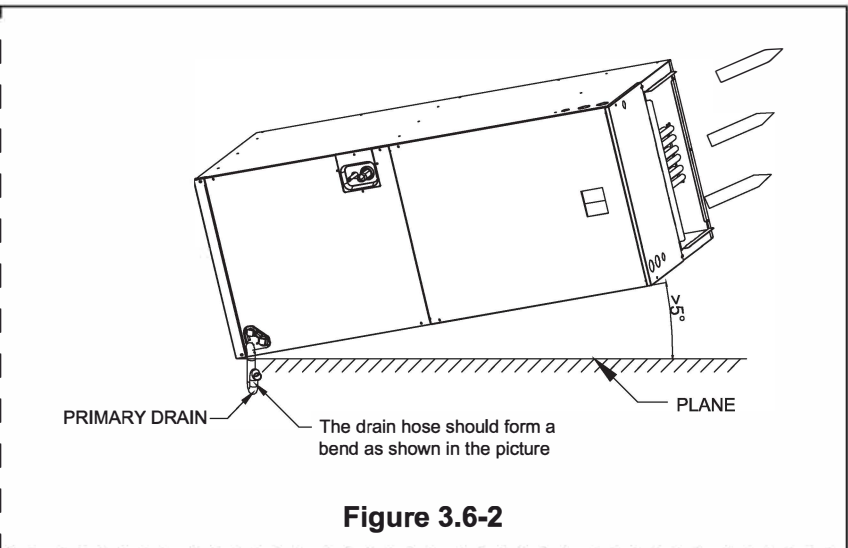 >5°
PRIMARY DRAIN
PLANE
The drain hose should form a
bend as shown in the picture
Figure 3.6-2